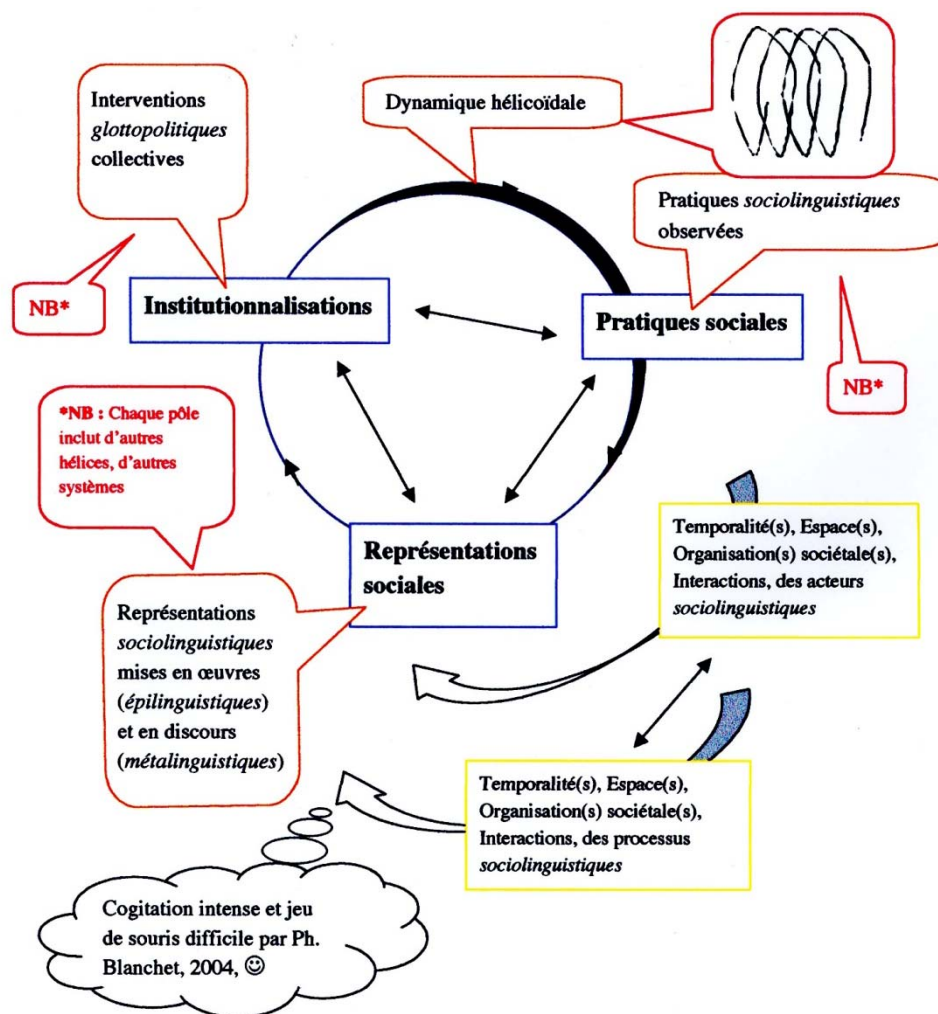 Interventions
glottopolitiques
collectives
Dynamique hélicoïdale
Pratiques sociolinguistiques
observées
NB*
Institutionnalisations
Pratiques sociales
NB*
*NB : Chaque pôle
inclut d'autres
hélices, d'autres
systèmes
Représentations
sociales
Temporalité(s), Espace(s),
Organisation(s) sociétale(s),
Interactions, des acteurs
sociolinguistiques
Représentations
sociolinguistiques
mises en œuvres
(épilinguistiques)
et en discours
(métalinguistiques)
Temporalité(s), Espace(s),
Organisation(s) sociétale(s),
Interactions, des processus
sociolinguistiques
Cogitation intense et jeu
de souris difficile par Ph.
Blanchet, 2004, ☺